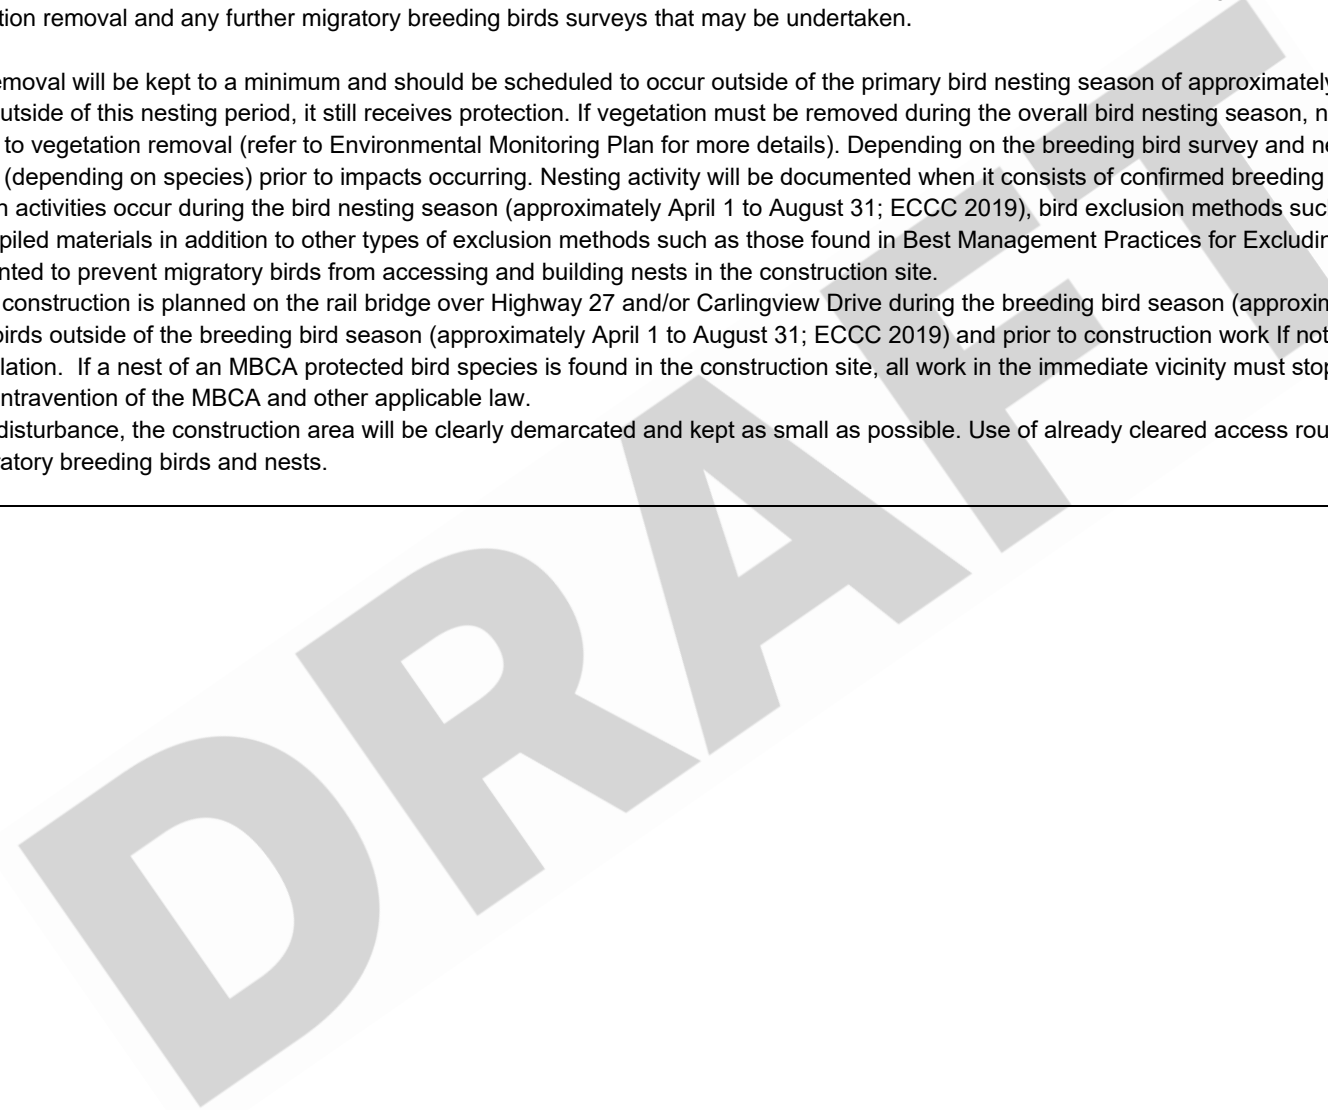 tion removal and any further migratory breeding birds surveys that may be undertaken.
emoval will be kept to a minimum and should be scheduled to occur outside of the primary bird nesting season of approximately
utside of this nesting period, it still receives protection. If vegetation must be removed during the overall bird nesting season, n
to vegetation removal (refer to Environmental Monitoring Plan for more details). Depending on the breeding bird survey and ne
(depending on species) prior to impacts occurring. Nesting activity will be documented when it consists of confirmed breeding
n activities occur during the bird nesting season (approximately April 1 to August 31; ECCC 2019), bird exclusion methods suc
piled materials in addition to other types of exclusion methods such as those found in Best Management Practices for Excludin
nted to prevent migratory birds from accessing and building nests in the construction site.
construction is planned on the rail bridge over Highway 27 and/or Carlingview Drive during the breeding bird season (approxim
birds outside of the breeding bird season (approximately April 1 to August 31; ECCC 2019) and prior to construction work If not
lation.  If a nest of an MBCA protected bird species is found in the construction site, all work in the immediate vicinity must stop
ntravention of the MBCA and other applicable law.
disturbance, the construction area will be clearly demarcated and kept as small as possible. Use of already cleared access rou
ratory breeding birds and nests.
DRAFT